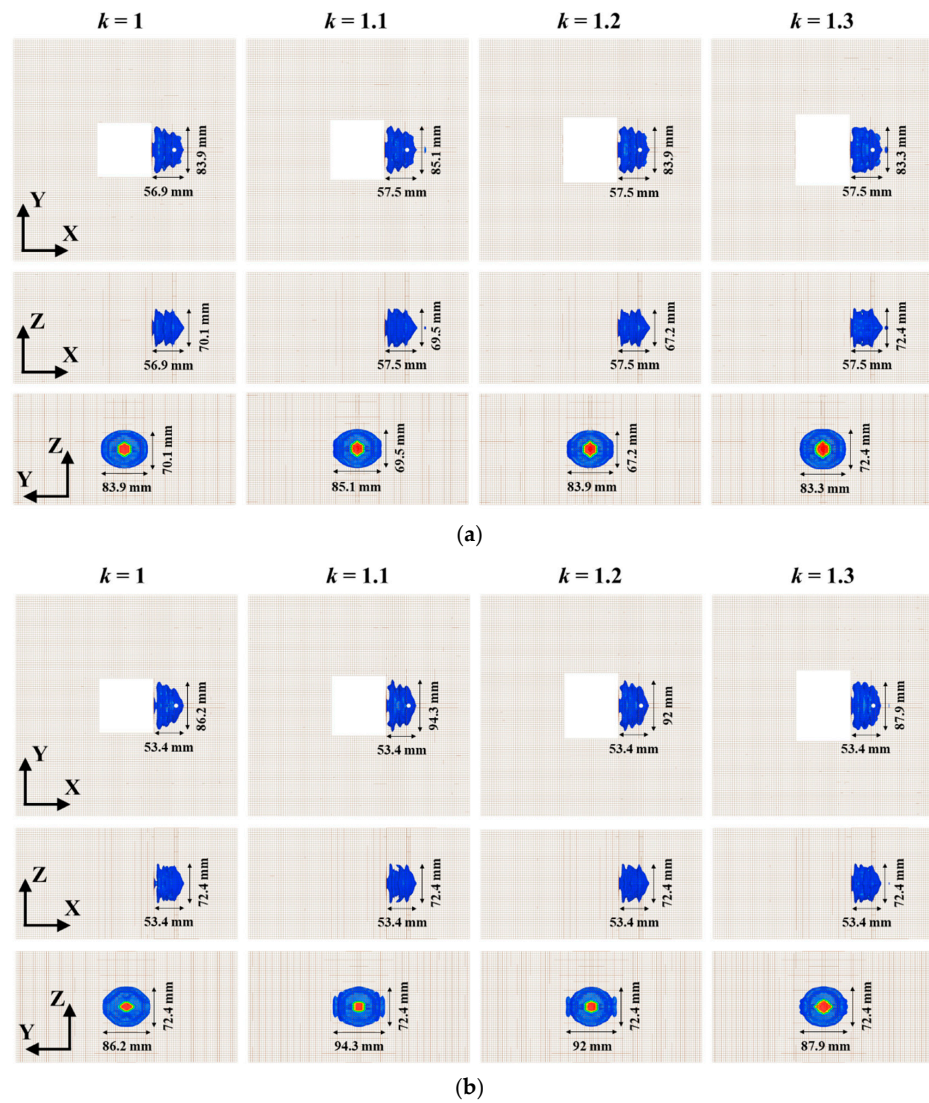 k = 1 k = 1.1 k = 1.2 k = 1.3
83.9 mm 85.1 mm 83.9 mm 83.3 mm
56.9 mm 57.5 mm 57.5 mm 57.5 mm
Y
X
70.1 mm 69.5 mm 67.2 mm 72.4 mm
Z
X
56.9 mm 57.5 mm 57.5 mm 57.5 mm
Z 70.1 mm 69.5 mm 67.2 mm 72.4 mm
Y 83.9 mm 85.1 mm 83.9 mm 83.3 mm
(a)
k = 1 k = 1.1 k = 1.2 k = 1.3
86.2 mm 94.3 mm 92 mm 87.9 mm
53.4 mm 53.4 mm 53.4 mm 53.4 mm
Y
X
72.4 mm 72.4 mm 72.4 mm 72.4 mm
Z
X
53.4 mm 53.4 mm 53.4 mm 53.4 mm
Z 72.4 mm 72.4 mm 72.4 mm 72.4 mm
Y 86.2 mm 94.3 mm 92 mm 87.9 mm
(b)